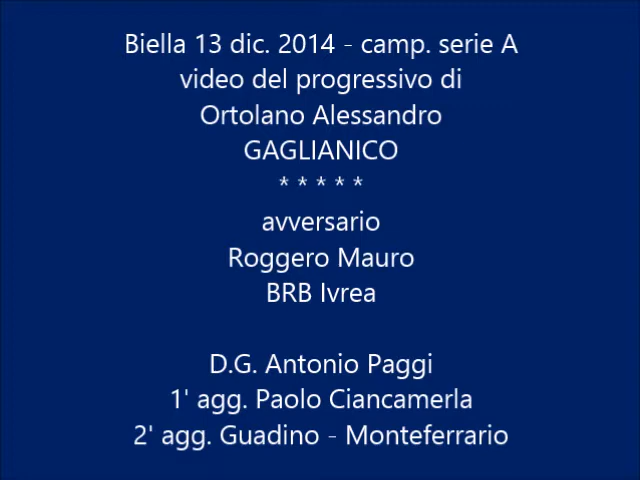 Biella 13 dic. 2014 - camp. serie A
video del progressivo di
Ortolano Alessandro
GAGLIANICO
* * * * *
avversario
Roggero Mauro
BRB Ivrea
D.G. Antonio Paggi
1' agg. Paolo Ciancamerla
2' agg. Guadino - Monteferrario